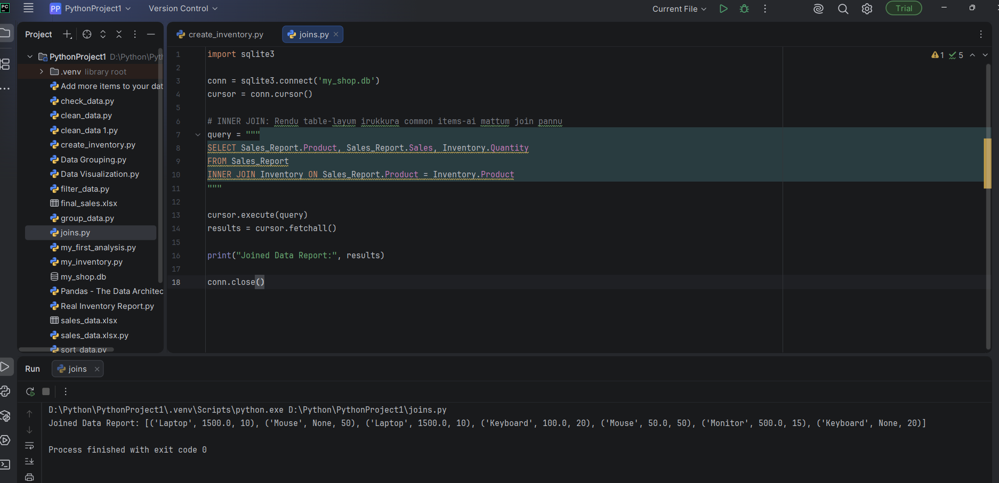 PC
PP PythonProject1 Version Control Current File Trial
Project
create_inventory.py joins.py
PythonProject1 D:\Python\Pyth
.venv library root
Add more items to your dat
check_data.py
clean_data.py
clean_data 1.py
create_inventory.py
Data Grouping.py
Data Visualization.py
filter_data.py
final_sales.xlsx
group_data.py
joins.py
my_first_analysis.py
my_inventory.py
my_shop.db
Pandas - The Data Architec
Real Inventory Report.py
sales_data.xlsx
sales_data.xlsx.py
sort_data.py
1 5
1 import sqlite3
2
3 conn = sqlite3.connect('my_shop.db')
4 cursor = conn.cursor()
5
6 # INNER JOIN: Rendu table-layum irukkura common items-ai mattum join pannu
7 query = """
8 SELECT Sales_Report.Product, Sales_Report.Sales, Inventory.Quantity
9 FROM Sales_Report
10 INNER JOIN Inventory ON Sales_Report.Product = Inventory.Product
11 """
12
13 cursor.execute(query)
14 results = cursor.fetchall()
15
16 print("Joined Data Report:", results)
17
18 conn.close()
Run joins
D:\Python\PythonProject1\.venv\Scripts\python.exe D:\Python\PythonProject1\joins.py
Joined Data Report: [('Laptop', 1500.0, 10), ('Mouse', None, 50), ('Laptop', 1500.0, 10), ('Keyboard', 100.0, 20), ('Mouse', 50.0, 50), ('Monitor', 500.0, 15), ('Keyboard', None, 20)]
Process finished with exit code 0